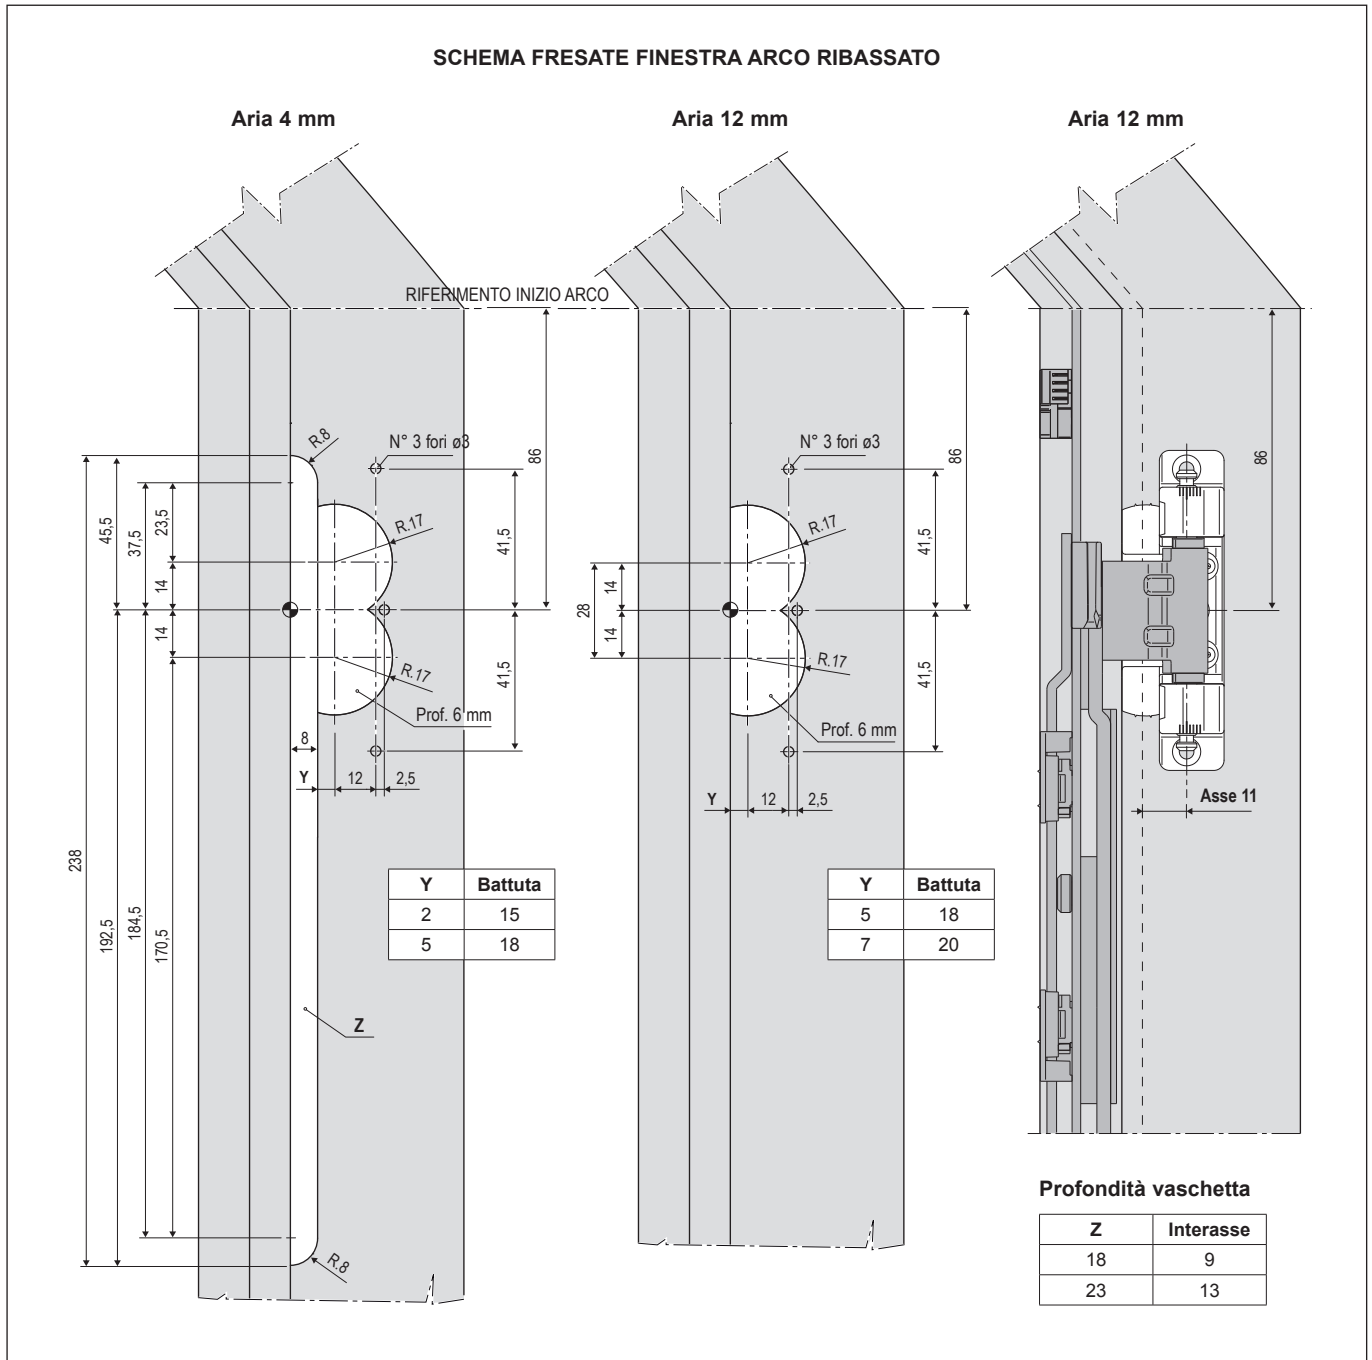 SCHEMA FRESATE FINESTRA ARCO RIBASSATO
Aria 4 mm
Aria 12 mm
Aria 12 mm
RIFERIMENTO INIZIO ARCO
R.8
N° 3 fori ø3
86
45,5
37,5
23,5
14
14
R.17
41,5
R.17
41,5
Prof. 6 mm
8
Y
12
2,5
238
192,5
184,5
170,5
Z
R.8
Y Battuta
2 15
5 18
N° 3 fori ø3
86
R.17
41,5
28
14
14
R.17
41,5
Prof. 6 mm
Y
12
2,5
Y Battuta
5 18
7 20
86
Asse 11
Profondità vaschetta
Z Interasse
18 9
23 13